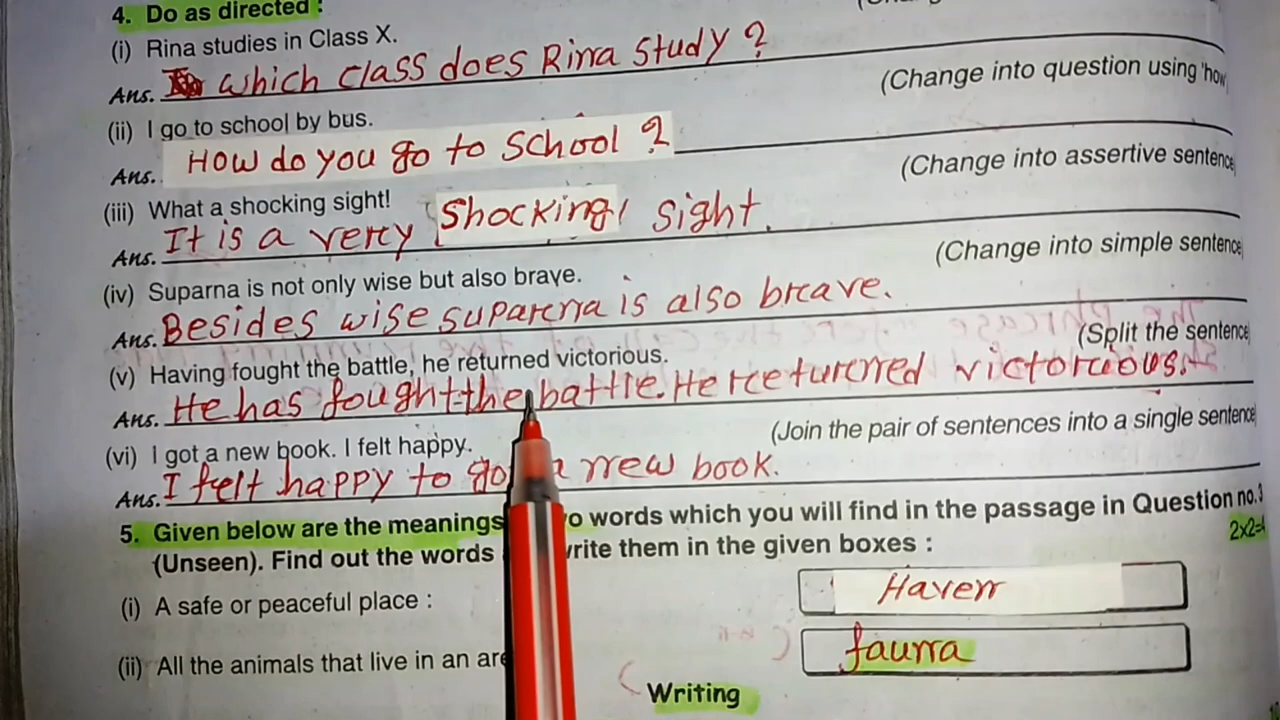 4. Do as directed :
(i) Rina studies in Class X.
Ans. Which class does Rina study ?
(Change into question using 'how
(ii) I go to school by bus.
Ans. HOW do you go to School ?
(Change into assertive sentence
(iii) What a shocking sight!
Ans. It is a very Shocking sight.
(Change into simple sentence
(iv) Suparna is not only wise but also brave.
Ans. Besides wise suparna is also brave.
(Split the sentence
(v) Having fought the battle, he returned victorious.
Ans. He has fought the battle. He returned victorious.
(Join the pair of sentences into a single sentence
(vi) I got a new book. I felt happy.
Ans. I felt happy to a new book.
5. Given below are the meanings words which you will find in the passage in Question no.3
(Unseen). Find out the words write them in the given boxes :
2x2=4
(i) A safe or peaceful place :
Haven
(ii) All the animals that live in an
fauna
Writing